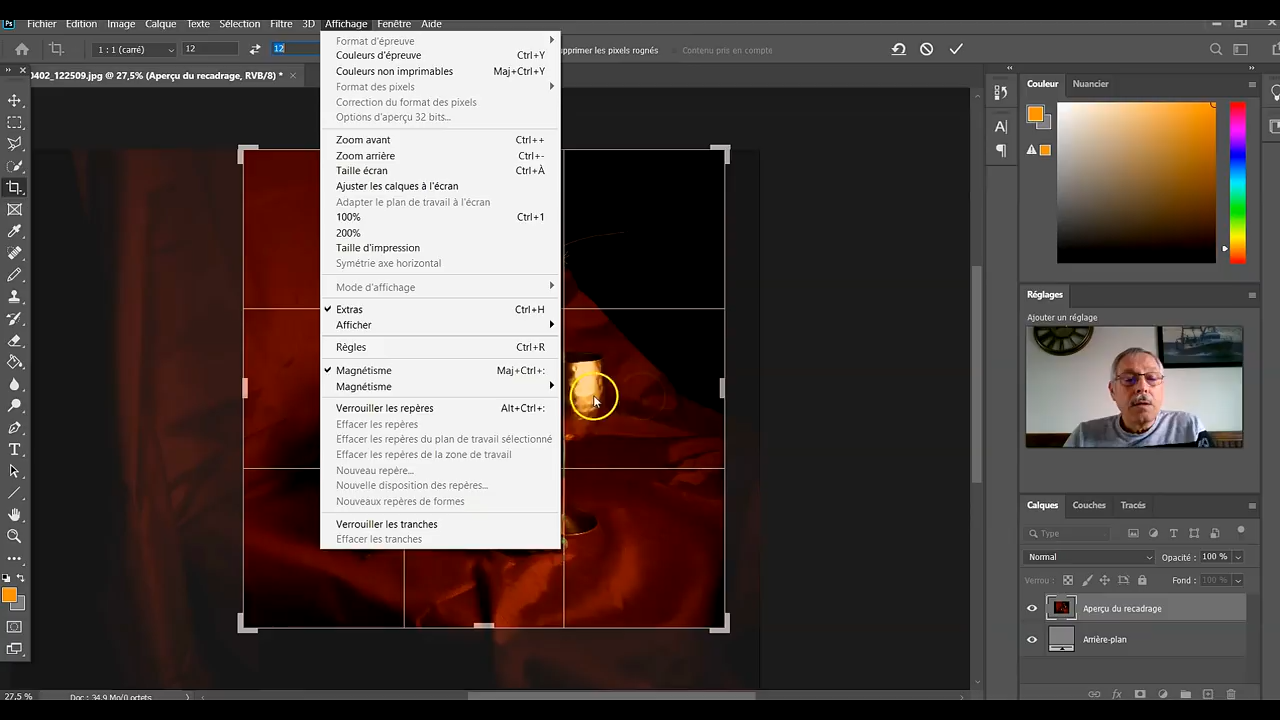 Ps Fichier Edition Image Calque Texte Sélection Filtre 3D Affichage Fenêtre Aide
1 : 1 (carré) 12 12 pprimer les pixels rognés Contenu pris en compte
0402_122509.jpg @ 27,5% (Aperçu du recadrage, RVB/8) *
Format d'épreuve
Couleurs d'épreuve Ctrl+Y
Couleurs non imprimables Maj+Ctrl+Y
Format des pixels
Correction du format des pixels
Options d'aperçu 32 bits...
Zoom avant Ctrl++
Zoom arrière Ctrl+-
Taille écran Ctrl+À
Ajuster les calques à l'écran
Adapter le plan de travail à l'écran
100% Ctrl+1
200%
Taille d'impression
Symétrie axe horizontal
Mode d'affichage
Extras Ctrl+H
Afficher
Règles Ctrl+R
Magnétisme Maj+Ctrl+:
Magnétisme
Verrouiller les repères Alt+Ctrl+:
Effacer les repères
Effacer les repères du plan de travail sélectionné
Effacer les repères de la zone de travail
Nouveau repère...
Nouvelle disposition des repères...
Nouveaux repères de formes
Verrouiller les tranches
Effacer les tranches
Couleur Nuancier
Réglages
Ajouton un réglage
Calques Couches Tracés
Type
Normal Opacité : 100 %
Verrou : Fond : 100 %
Aperçu du recadrage
Arrière-plan
27,5 % Doc : 34,9 Mo/0 octets